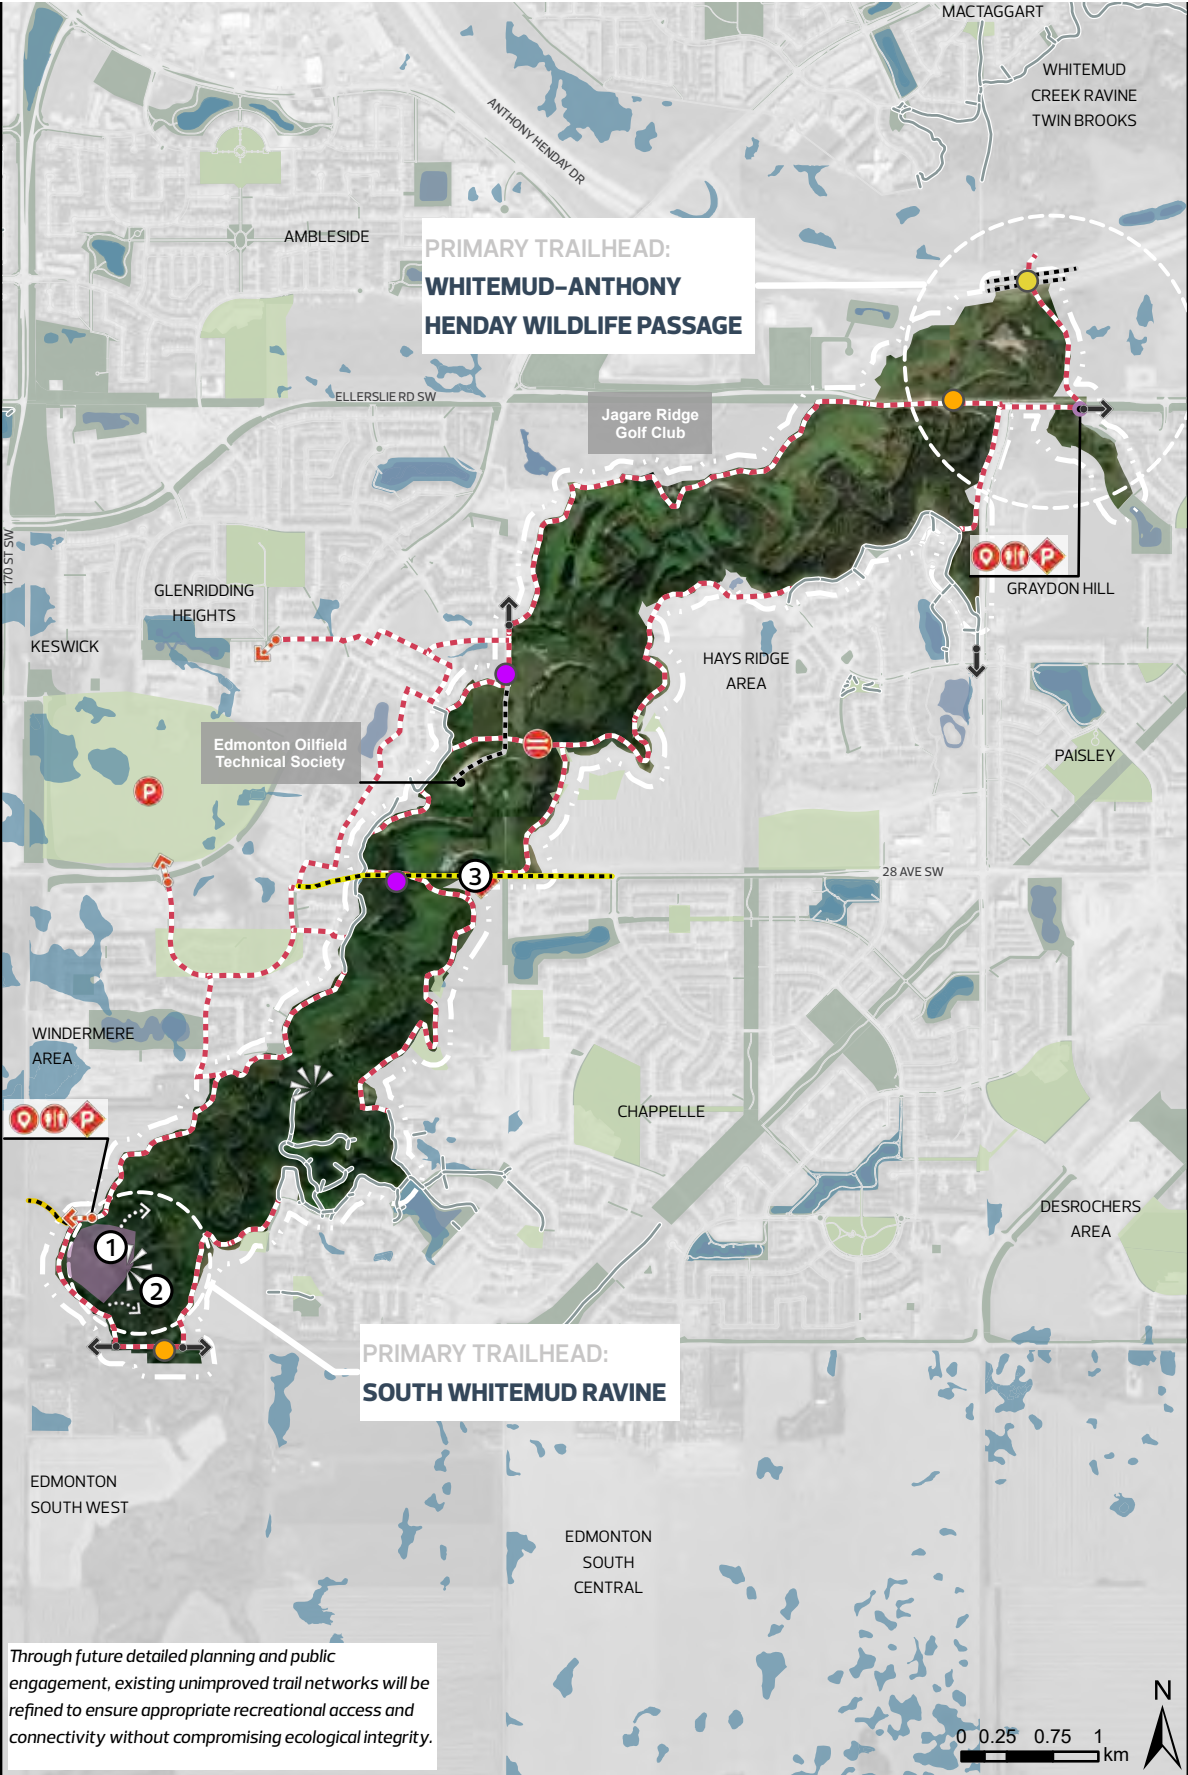 MACTAGGART
WHITEMUD
CREEK RAVINE
TWIN BROOKS
ANTHONY HENDAY DR
AMBLESIDE
PRIMARY TRAILHEAD:
WHITEMUD–ANTHONY
HENDAY WILDLIFE PASSAGE
ELLERSLIE RD SW
Jagare Ridge
Golf Club
170 ST SW
P
GRAYDON HILL
GLENRIDDING
HEIGHTS
KESWICK
HAYS RIDGE
AREA
Edmonton Oilfield
Technical Society
PAISLEY
P
3
28 AVE SW
WINDERMERE
AREA
P
CHAPPELLE
DESROCHERS
AREA
1
2
PRIMARY TRAILHEAD:
SOUTH WHITEMUD RAVINE
EDMONTON
SOUTH WEST
EDMONTON
SOUTH
CENTRAL
Through future detailed planning and public
engagement, existing unimproved trail networks will be
refined to ensure appropriate recreational access and
connectivity without compromising ecological integrity.
N
0 0.25 0.75 1
km